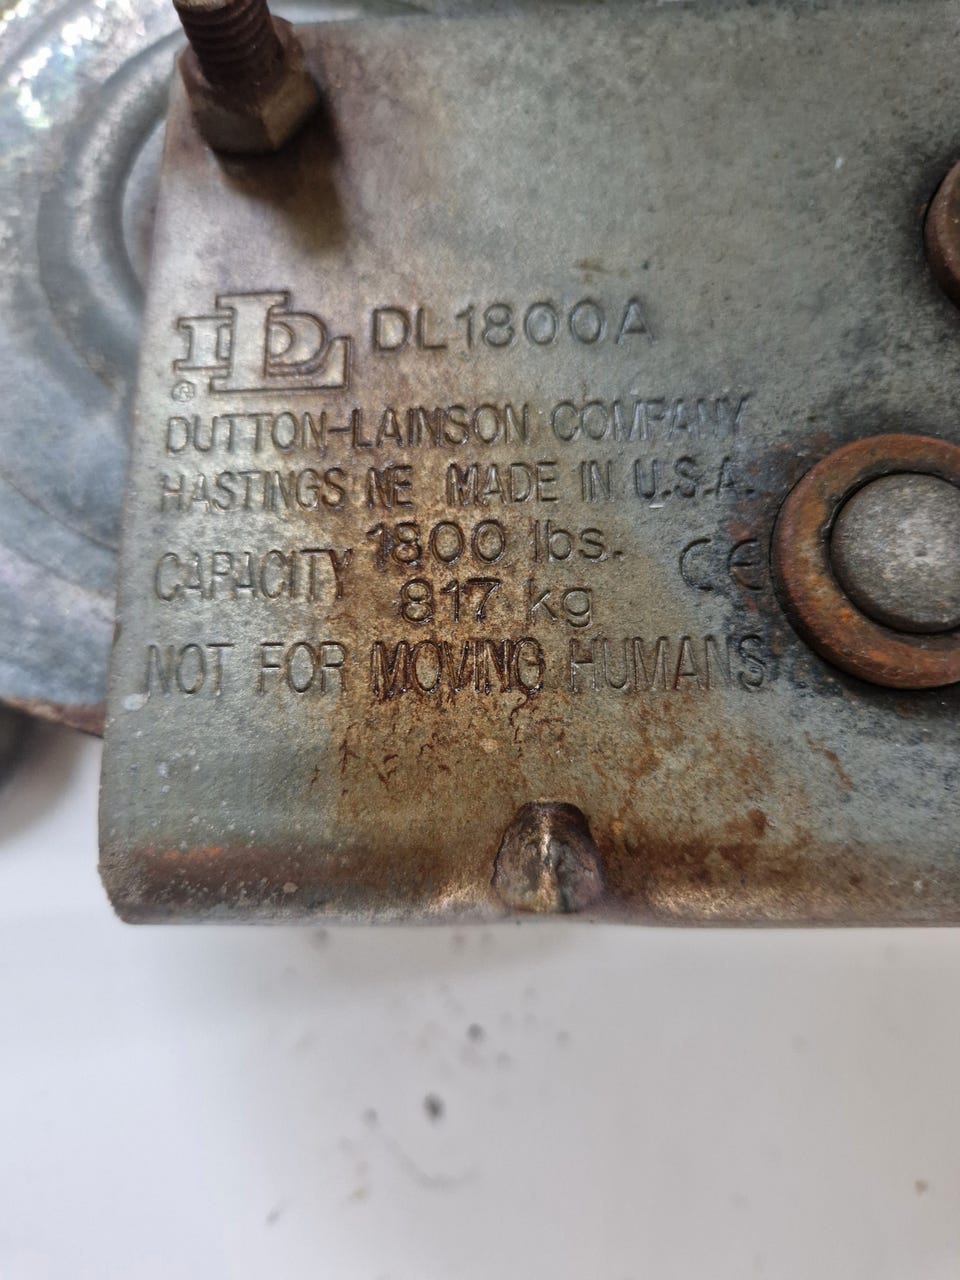 DL DL1800A
®
DUTTON-LAINSON COMPANY
HASTINGS NE MADE IN U.S.A.
CAPACITY 1800 lbs.
817 kg
CE
NOT FOR MOVING HUMANS